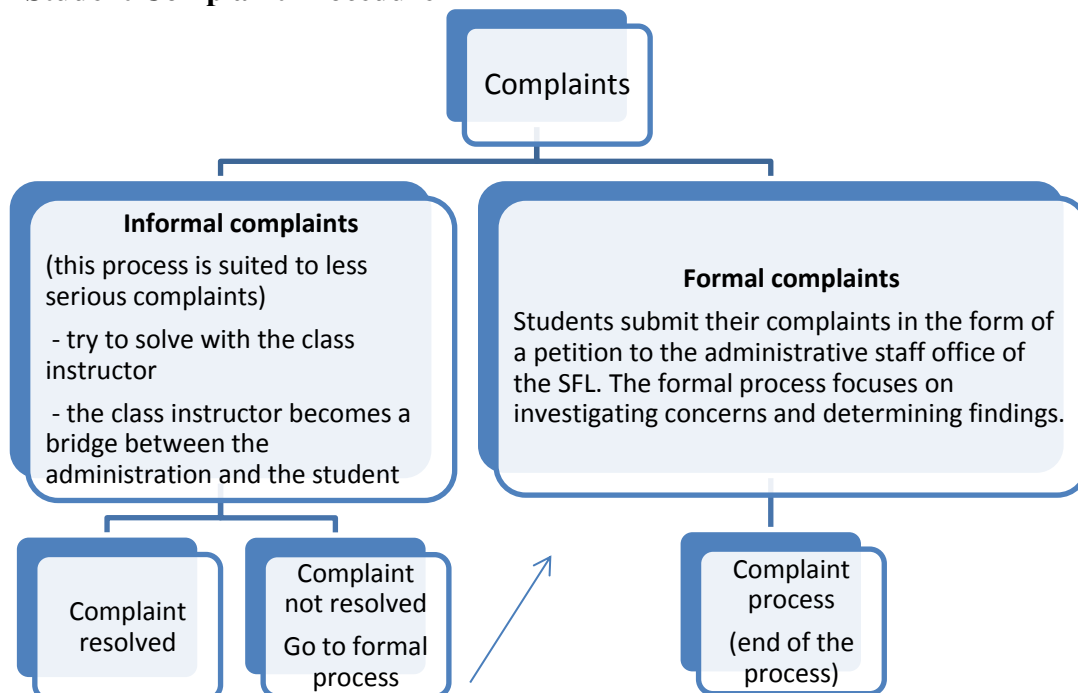 Complaints
Informal complaints
(this process is suited to less
serious complaints)
- try to solve with the class
instructor
- the class instructor becomes a
bridge between the
administration and the student
Formal complaints
Students submit their complaints in the form of
a petition to the administrative staff office of
the SFL. The formal process focuses on
investigating concerns and determining findings.
Complaint
resolved
Complaint
not resolved
Go to formal
process
Complaint
process
(end of the
process)